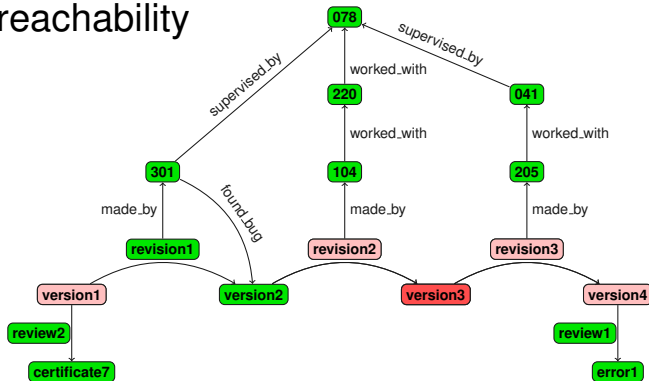 reachability
078
supervised_by
supervised_by
worked_with
220
041
worked_with
worked_with
301
104
205
made_by
found_bug
made_by
made_by
revision1
revision2
revision3
version1
version2
version3
version4
review2
review1
certificate7
error1